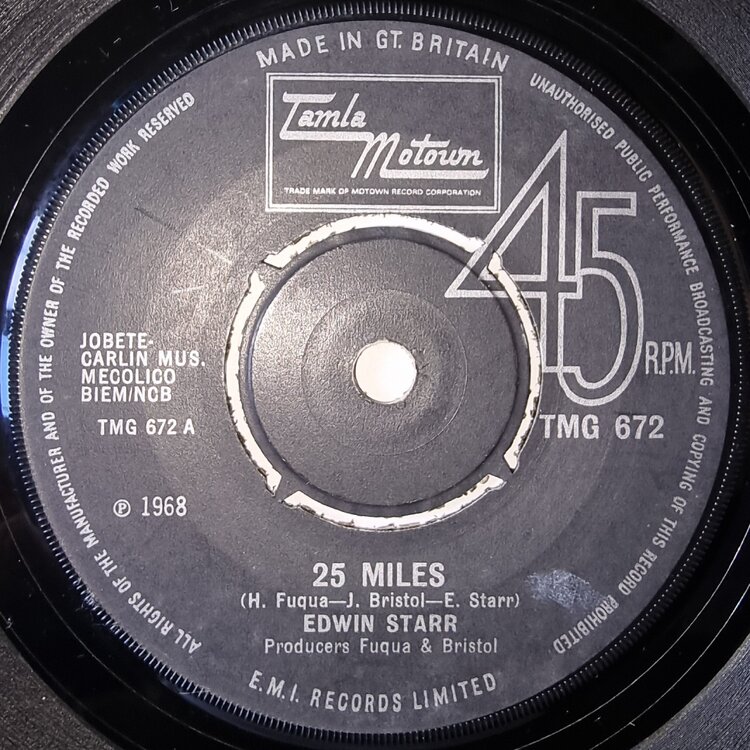 MADE IN GT. BRITAIN
Tamla
Motown
TRADE MARK OF MOTOWN RECORD CORPORATION
45
R.P.M.
JOBETE-
CARLIN MUS.
MECOLICO
BIEM/NCB
TMG 672 A
TMG 672
℗ 1968
25 MILES
(H. Fuqua—J. Bristol—E. Starr)
EDWIN STARR
Producers Fuqua & Bristol
E.M.I. RECORDS LIMITED
ALL RIGHTS OF THE MANUFACTURER AND OF THE OWNER OF THE RECORDED WORK RESERVED
UNAUTHORISED PUBLIC PERFORMANCE BROADCASTING AND COPYING OF THIS RECORD PROHIBITED